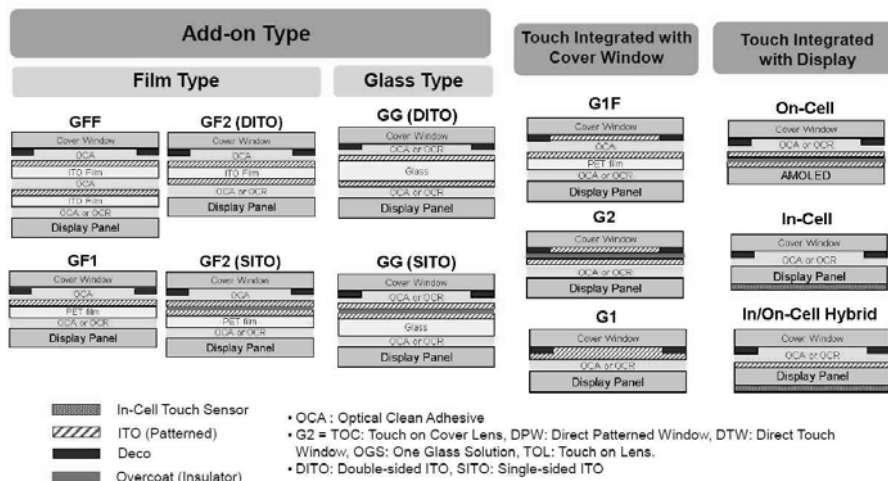 Add-on Type
Touch Integrated with
Cover Window
Touch Integrated
with Display
Film Type
Glass Type
GFF
Cover Window
OCA
ITO Film
OCA
ITO Film
OCA or OCR
Display Panel
GF2 (DITO)
Cover Window
OCA
ITO Film
OCA or OCR
Display Panel
GG (DITO)
Cover Window
OCA or OCR
Glass
OCA or OCR
Display Panel
G1F
Cover Window
OCA
PET film
OCA or OCR
Display Panel
On-Cell
Cover Window
OCA or OCR
AMOLED
GF1
Cover Window
OCA
PET film
OCA or OCR
Display Panel
GF2 (SITO)
Cover Window
OCA
PET film
OCA or OCR
Display Panel
GG (SITO)
Cover Window
OCA or OCR
Glass
OCA or OCR
Display Panel
G2
Cover Window
OCA or OCR
Display Panel
In-Cell
Cover Window
OCA or OCR
Display Panel
G1
Cover Window
OCA or OCR
Display Panel
In/On-Cell Hybrid
Cover Window
OCA or OCR
Display Panel
In-Cell Touch Sensor
ITO (Patterned)
Deco
Overcoat (Insulator)
• OCA : Optical Clean Adhesive
• G2 = TOC: Touch on Cover Lens, DPW: Direct Patterned Window, DTW: Direct Touch
Window, OGS: One Glass Solution, TOL: Touch on Lens.
• DITO: Double-sided ITO, SITO: Single-sided ITO